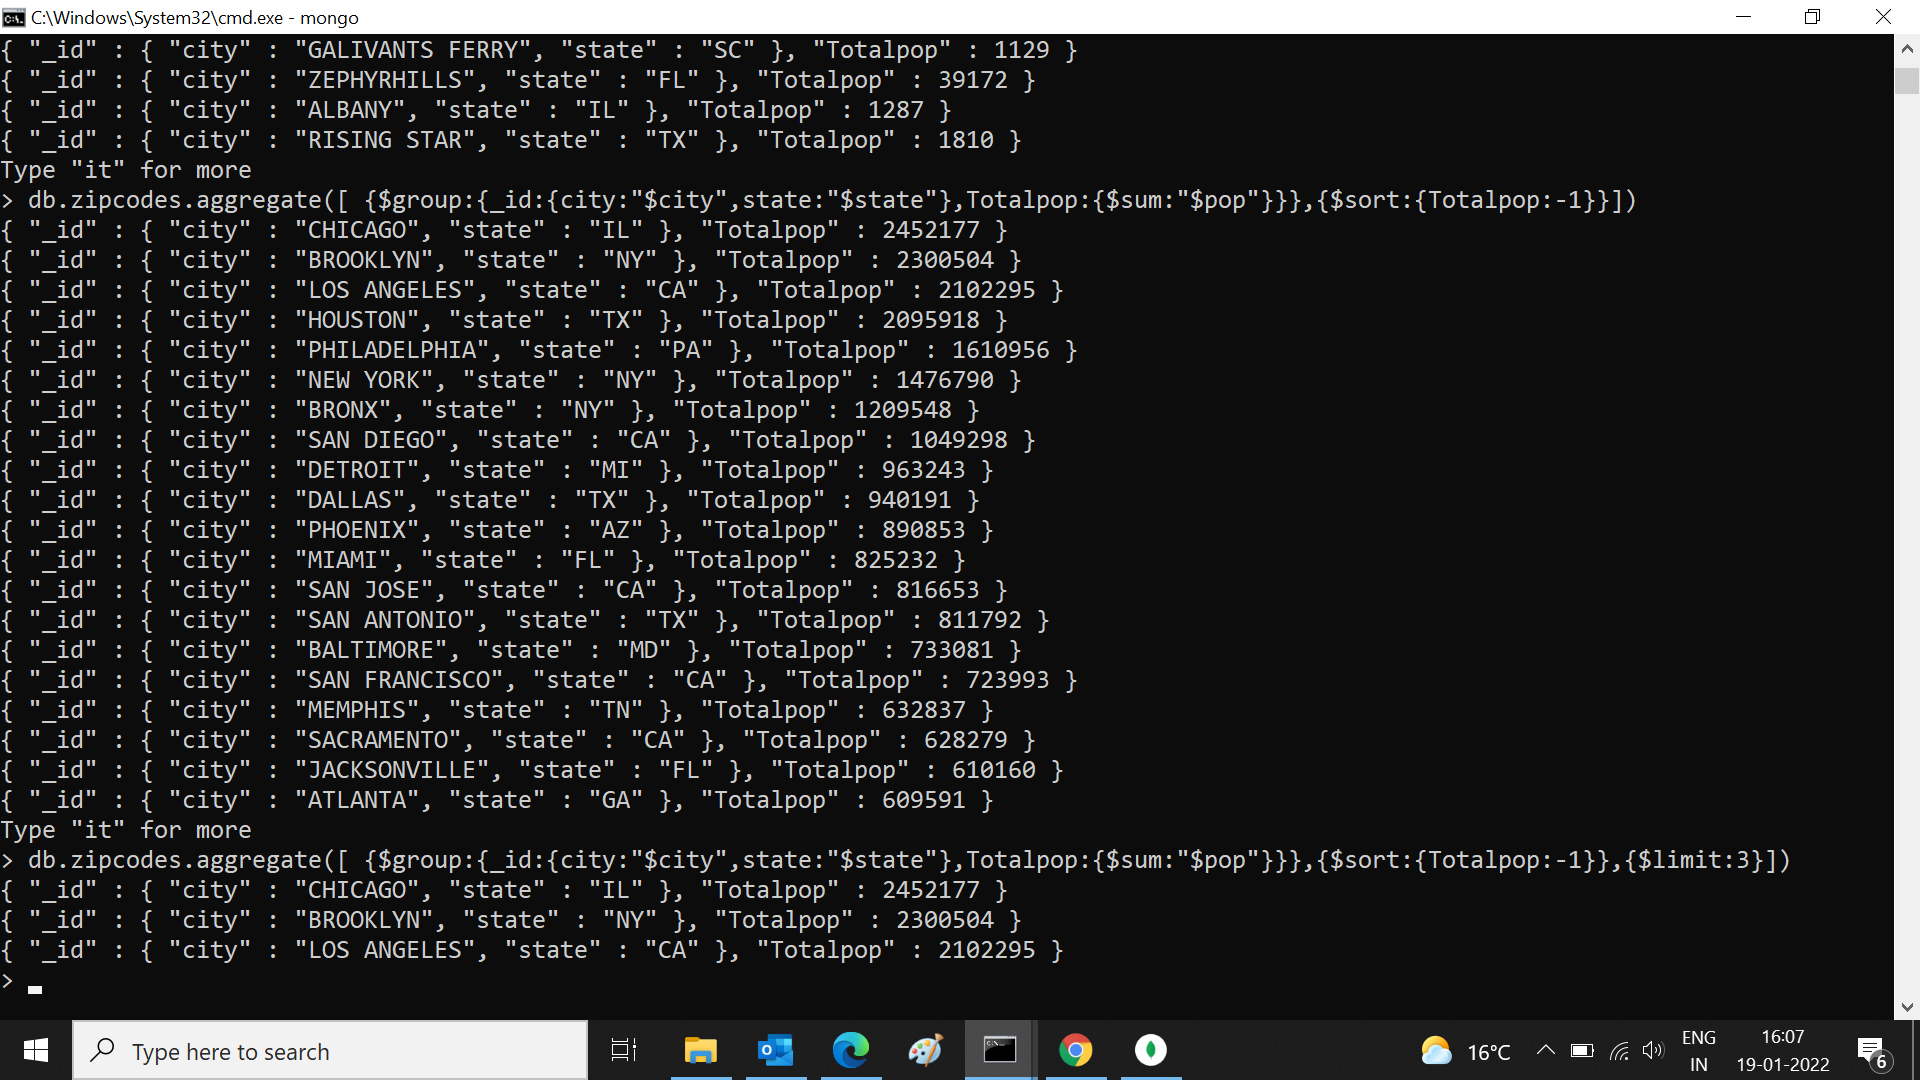 C:\Windows\System32\cmd.exe - mongo
{ "_id" : { "city" : "GALIVANTS FERRY", "state" : "SC" }, "Totalpop" : 1129 }
{ "_id" : { "city" : "ZEPHYRHILLS", "state" : "FL" }, "Totalpop" : 39172 }
{ "_id" : { "city" : "ALBANY", "state" : "IL" }, "Totalpop" : 1287 }
{ "_id" : { "city" : "RISING STAR", "state" : "TX" }, "Totalpop" : 1810 }
Type "it" for more
> db.zipcodes.aggregate([ {$group:{_id:{city:"$city",state:"$state"},Totalpop:{$sum:"$pop"}}},{$sort:{Totalpop:-1}}])
{ "_id" : { "city" : "CHICAGO", "state" : "IL" }, "Totalpop" : 2452177 }
{ "_id" : { "city" : "BROOKLYN", "state" : "NY" }, "Totalpop" : 2300504 }
{ "_id" : { "city" : "LOS ANGELES", "state" : "CA" }, "Totalpop" : 2102295 }
{ "_id" : { "city" : "HOUSTON", "state" : "TX" }, "Totalpop" : 2095918 }
{ "_id" : { "city" : "PHILADELPHIA", "state" : "PA" }, "Totalpop" : 1610956 }
{ "_id" : { "city" : "NEW YORK", "state" : "NY" }, "Totalpop" : 1476790 }
{ "_id" : { "city" : "BRONX", "state" : "NY" }, "Totalpop" : 1209548 }
{ "_id" : { "city" : "SAN DIEGO", "state" : "CA" }, "Totalpop" : 1049298 }
{ "_id" : { "city" : "DETROIT", "state" : "MI" }, "Totalpop" : 963243 }
{ "_id" : { "city" : "DALLAS", "state" : "TX" }, "Totalpop" : 940191 }
{ "_id" : { "city" : "PHOENIX", "state" : "AZ" }, "Totalpop" : 890853 }
{ "_id" : { "city" : "MIAMI", "state" : "FL" }, "Totalpop" : 825232 }
{ "_id" : { "city" : "SAN JOSE", "state" : "CA" }, "Totalpop" : 816653 }
{ "_id" : { "city" : "SAN ANTONIO", "state" : "TX" }, "Totalpop" : 811792 }
{ "_id" : { "city" : "BALTIMORE", "state" : "MD" }, "Totalpop" : 733081 }
{ "_id" : { "city" : "SAN FRANCISCO", "state" : "CA" }, "Totalpop" : 723993 }
{ "_id" : { "city" : "MEMPHIS", "state" : "TN" }, "Totalpop" : 632837 }
{ "_id" : { "city" : "SACRAMENTO", "state" : "CA" }, "Totalpop" : 628279 }
{ "_id" : { "city" : "JACKSONVILLE", "state" : "FL" }, "Totalpop" : 610160 }
{ "_id" : { "city" : "ATLANTA", "state" : "GA" }, "Totalpop" : 609591 }
Type "it" for more
> db.zipcodes.aggregate([ {$group:{_id:{city:"$city",state:"$state"},Totalpop:{$sum:"$pop"}}},{$sort:{Totalpop:-1}},{$limit:3}])
{ "_id" : { "city" : "CHICAGO", "state" : "IL" }, "Totalpop" : 2452177 }
{ "_id" : { "city" : "BROOKLYN", "state" : "NY" }, "Totalpop" : 2300504 }
{ "_id" : { "city" : "LOS ANGELES", "state" : "CA" }, "Totalpop" : 2102295 }
>
Type here to search
16°C
ENG
IN
16:07
19-01-2022
6